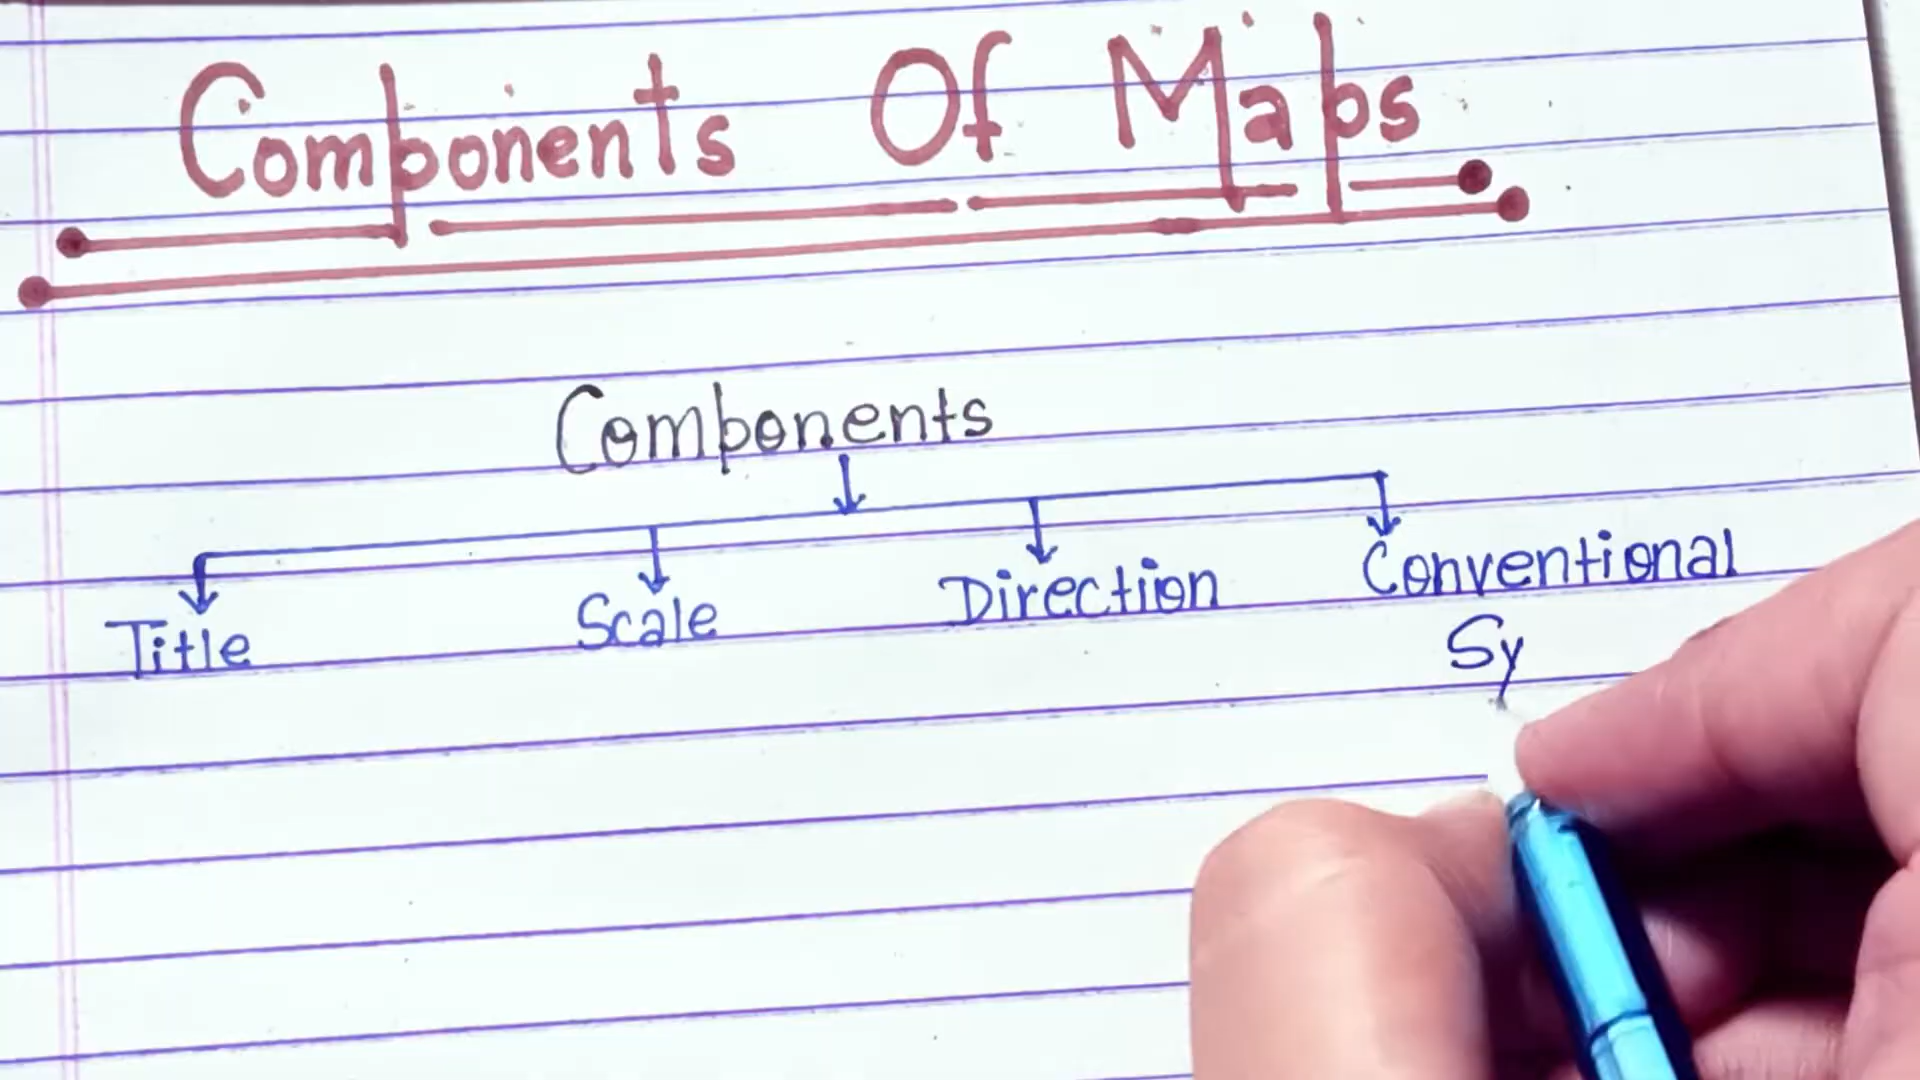 Components Of Maps
Components
Title Scale Direction Conventional
Sy